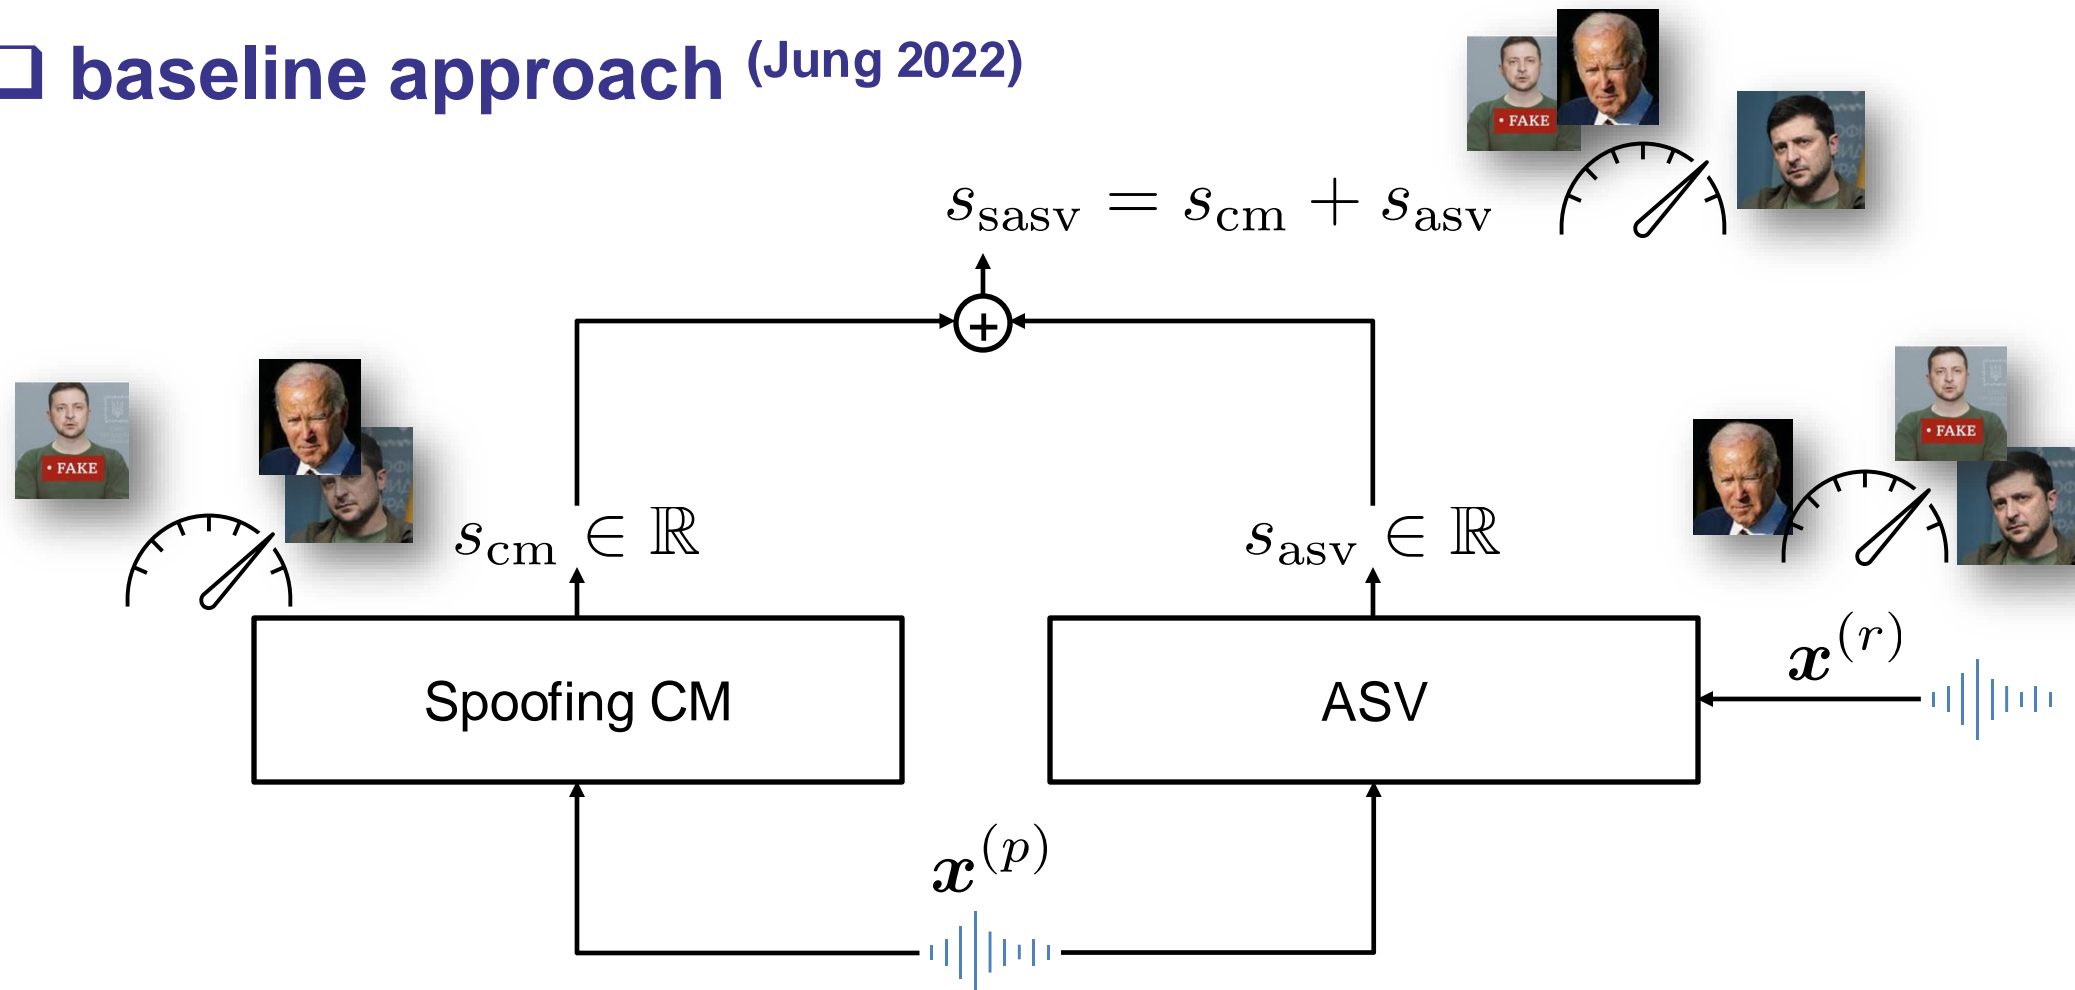 ❑ baseline approach (Jung 2022)
• FAKE
s_sasv = s_cm + s_asv
+
• FAKE
• FAKE
s_cm ∈ ℝ
s_asv ∈ ℝ
Spoofing CM
ASV
x^(r)
x^(p)